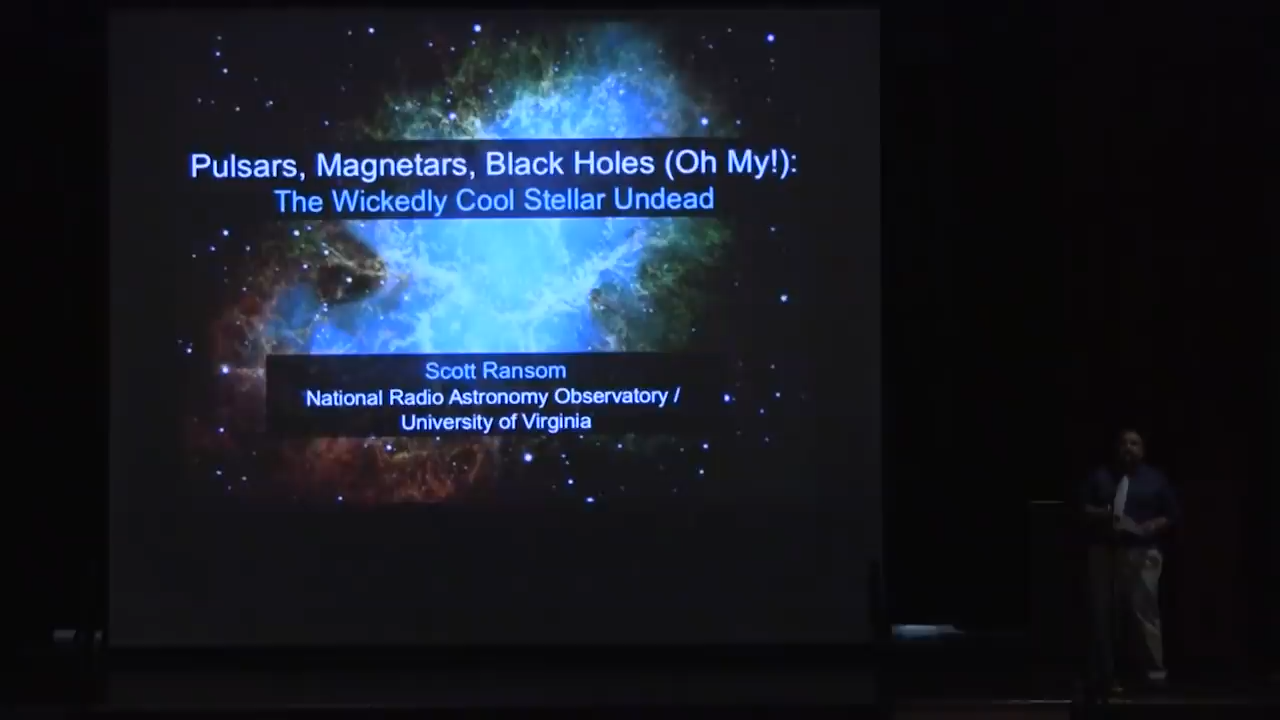 Pulsars, Magnetars, Black Holes (Oh My!):
The Wickedly Cool Stellar Undead
Scott Ransom
National Radio Astronomy Observatory /
University of Virginia